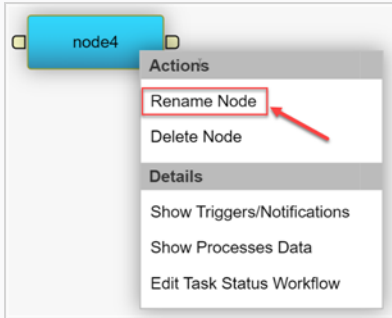 node4
Actions
Rename Node
Delete Node
Details
Show Triggers/Notifications
Show Processes Data
Edit Task Status Workflow